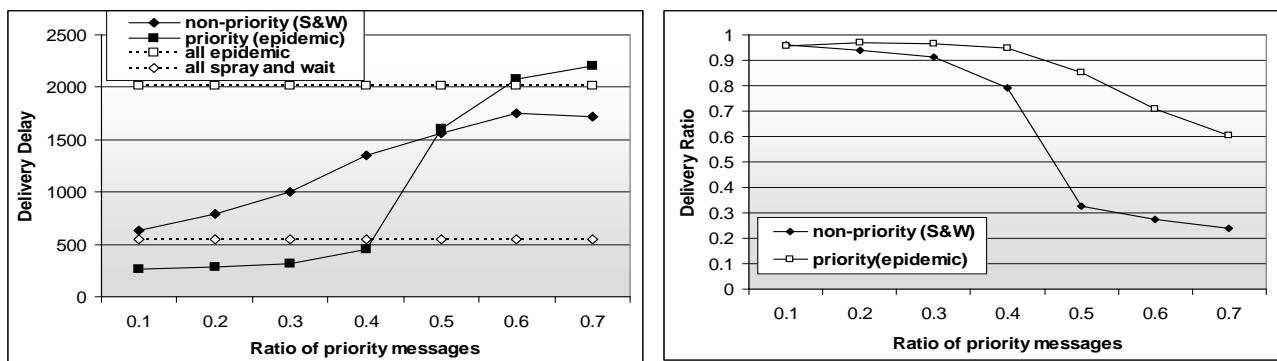 non-priority (S&W)
priority (epidemic)
all epidemic
all spray and wait
2500
2000
1500
1000
500
0
Delivery Delay
0.1 0.2 0.3 0.4 0.5 0.6 0.7
Ratio of priority messages
1
0.9
0.8
0.7
0.6
0.5
0.4
0.3
0.2
0.1
0
Delivery Ratio
non-priority (S&W)
priority(epidemic)
0.1 0.2 0.3 0.4 0.5 0.6 0.7
Ratio of priority messages